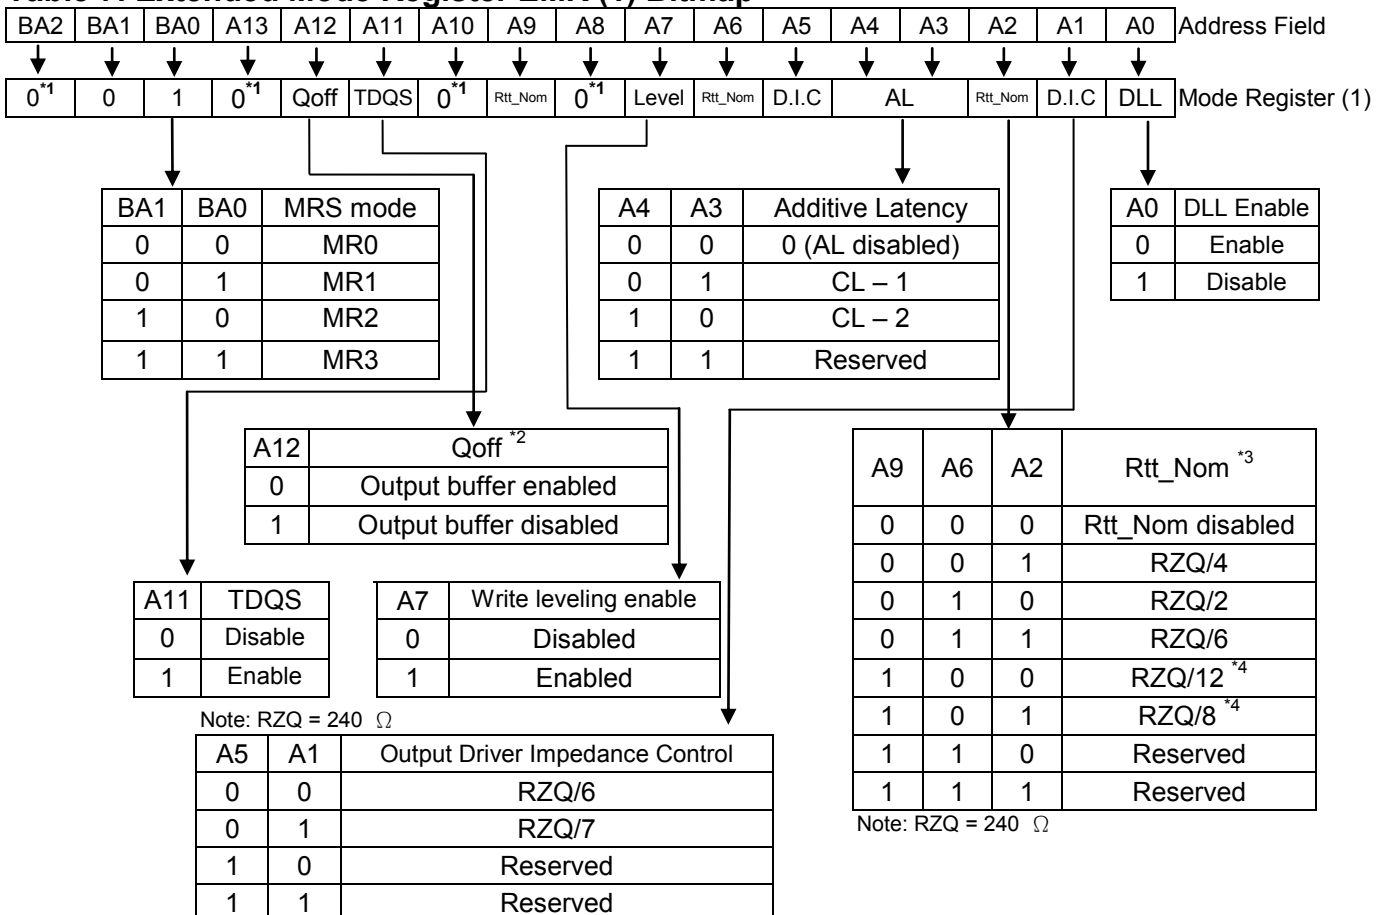 BA2 BA1 BA0 A13 A12 A11 A10 A9 A8 A7 A6 A5 A4 A3 A2 A1 A0 Address Field
0*1 0 1 0*1 Qoff TDQS 0*1 Rtt_Nom 0*1 Level Rtt_Nom D.I.C AL Rtt_Nom D.I.C DLL Mode Register (1)
BA1 BA0 MRS mode
0 0 MR0
0 1 MR1
1 0 MR2
1 1 MR3
A4 A3 Additive Latency
0 0 0 (AL disabled)
0 1 CL – 1
1 0 CL – 2
1 1 Reserved
A0 DLL Enable
0 Enable
1 Disable
A12 Qoff *2
0 Output buffer enabled
1 Output buffer disabled
A9 A6 A2 Rtt_Nom *3
0 0 0 Rtt_Nom disabled
0 0 1 RZQ/4
0 1 0 RZQ/2
0 1 1 RZQ/6
1 0 0 RZQ/12 *4
1 0 1 RZQ/8 *4
1 1 0 Reserved
1 1 1 Reserved
Note: RZQ = 240 Ω
A11 TDQS
0 Disable
1 Enable
A7 Write leveling enable
0 Disabled
1 Enabled
Note: RZQ = 240 Ω
A5 A1 Output Driver Impedance Control
0 0 RZQ/6
0 1 RZQ/7
1 0 Reserved
1 1 Reserved